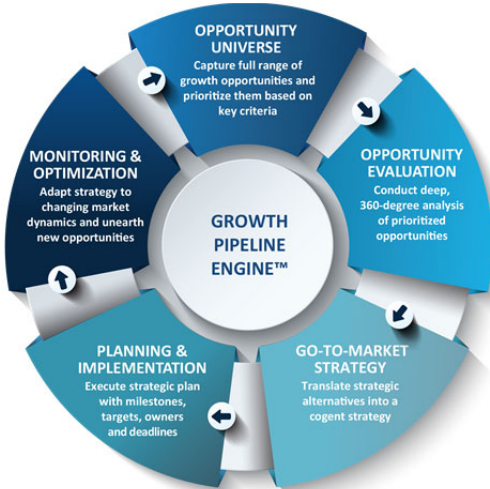 OPPORTUNITY
UNIVERSE
Capture full range of
growth opportunities and
prioritize them based on
key criteria
OPPORTUNITY
EVALUATION
Conduct deep,
360-degree analysis
of prioritized
opportunities
GO-TO-MARKET
STRATEGY
Translate strategic
alternatives into a
cogent strategy
PLANNING &
IMPLEMENTATION
Execute strategic plan
with milestones,
targets, owners
and deadlines
MONITORING &
OPTIMIZATION
Adapt strategy to
changing market
dynamics and unearth
new opportunities
GROWTH
PIPELINE
ENGINE™